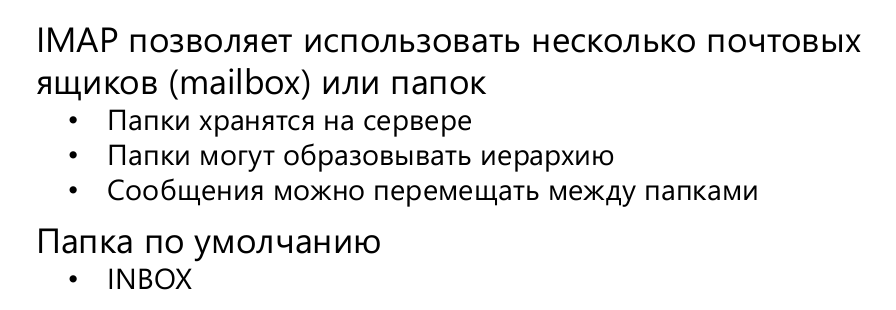 IMAP позволяет использовать несколько почтовых
ящиков (mailbox) или папок
• Папки хранятся на сервере
• Папки могут образовывать иерархию
• Сообщения можно перемещать между папками
Папка по умолчанию
• INBOX